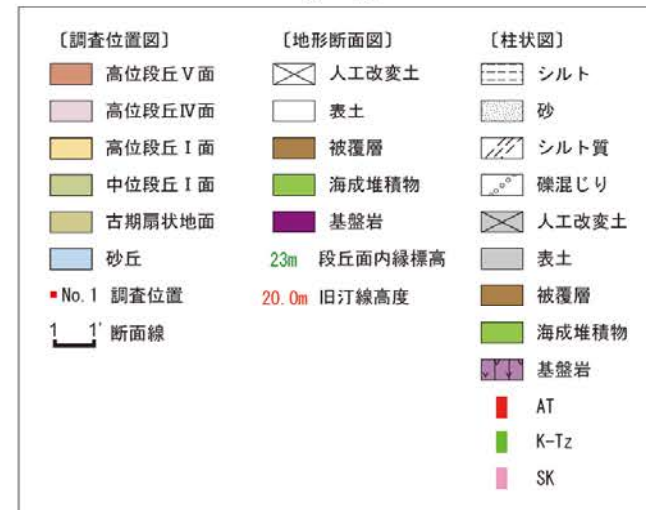 〔調査位置図〕
高位段丘Ⅴ面
高位段丘Ⅳ面
高位段丘Ⅰ面
中位段丘Ⅰ面
古期扇状地面
砂丘
No.1 調査位置
1 1' 断面線
〔地形断面図〕
人工改変土
表土
被覆層
海成堆積物
基盤岩
23m 段丘面内縁標高
20.0m 旧汀線高度
〔柱状図〕
シルト
砂
シルト質
礫混じり
人工改変土
表土
被覆層
海成堆積物
基盤岩
AT
K-Tz
SK